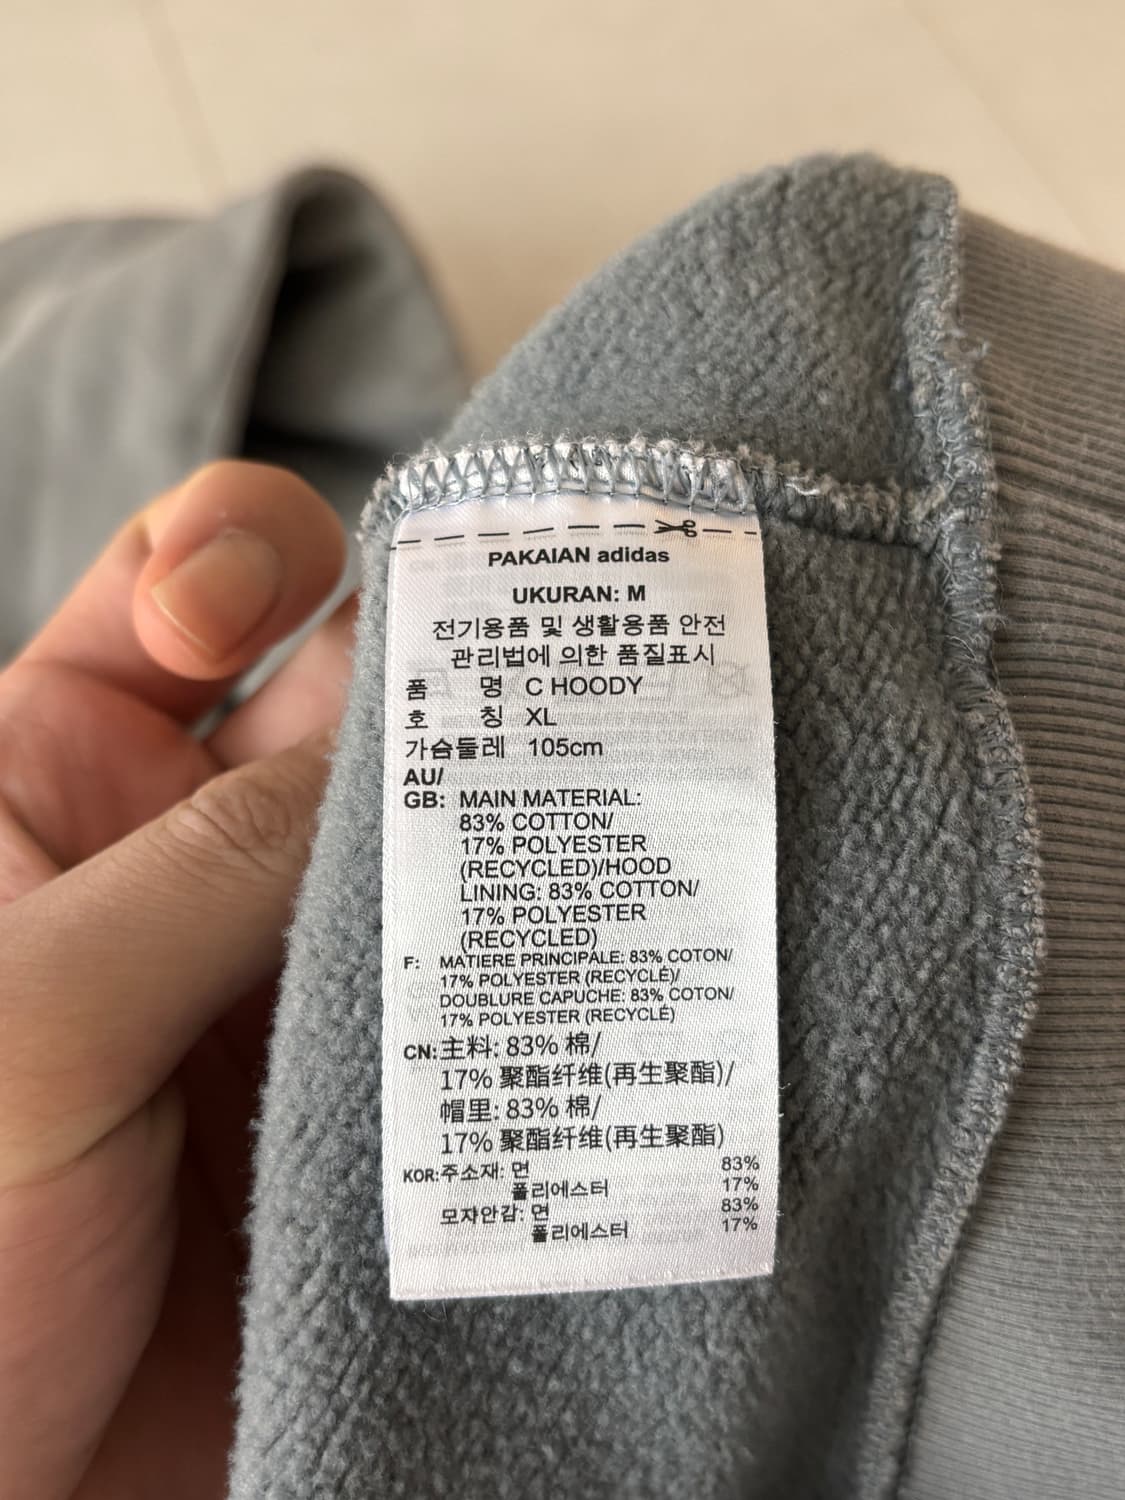 PAKAIAN adidas
UKURAN: M
전기용품 및 생활용품 안전
관리법에 의한 품질표시
품 명 C HOODY
호 칭 XL
가슴둘레 105cm
AU/
GB: MAIN MATERIAL:
83% COTTON/
17% POLYESTER
(RECYCLED)/HOOD
LINING: 83% COTTON/
17% POLYESTER
(RECYCLED)
F: MATIERE PRINCIPALE: 83% COTON/
17% POLYESTER (RECYCLÉ)/
DOUBLURE CAPUCHE: 83% COTON/
17% POLYESTER (RECYCLÉ)
CN: 主料: 83% 棉/
17% 聚酯纤维(再生聚酯)/
帽里: 83% 棉/
17% 聚酯纤维(再生聚酯)
KOR: 주소재: 면 83%
폴리에스터 17%
모자안감: 면 83%
폴리에스터 17%